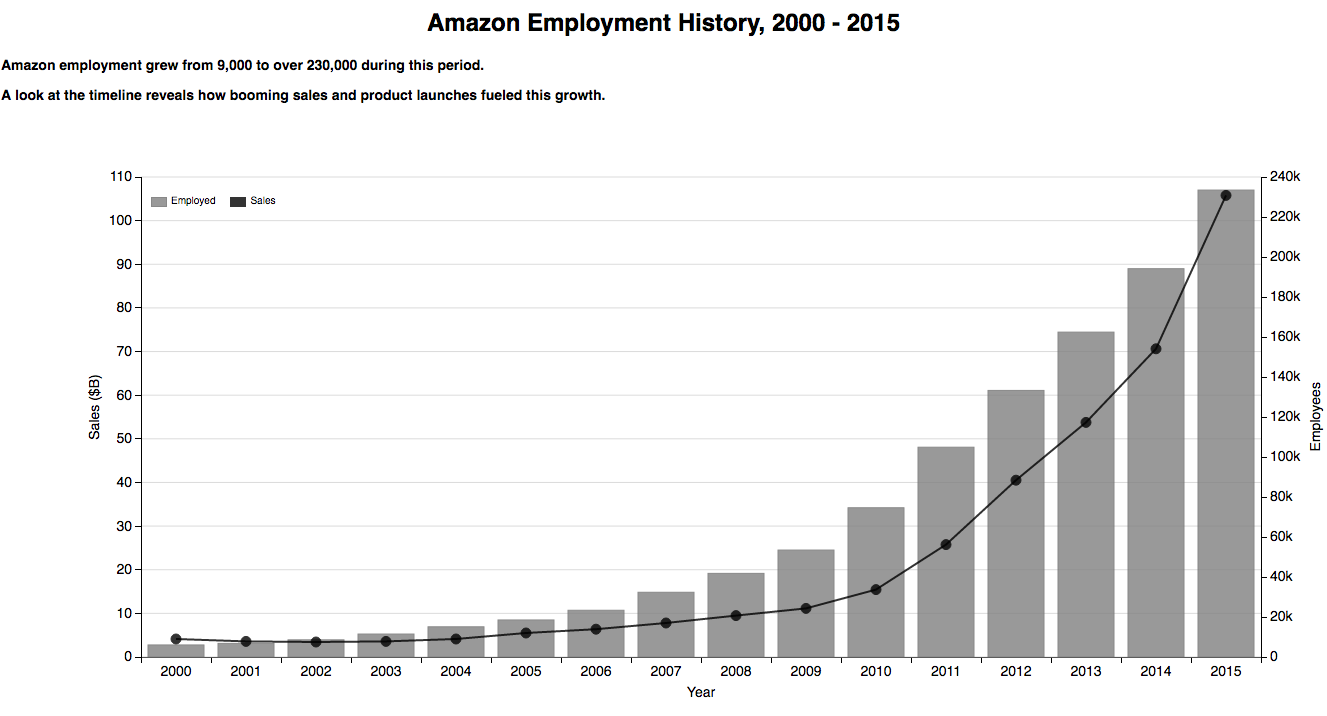 Amazon Employment History, 2000 - 2015
Amazon employment grew from 9,000 to over 230,000 during this period.
A look at the timeline reveals how booming sales and product launches fueled this growth.
Employed Sales
110
100
90
80
70
60
50
40
30
20
10
0
Sales ($B)
240k
220k
200k
180k
160k
140k
120k
100k
80k
60k
40k
20k
0
Employees
2000 2001 2002 2003 2004 2005 2006 2007 2008 2009 2010 2011 2012 2013 2014 2015
Year